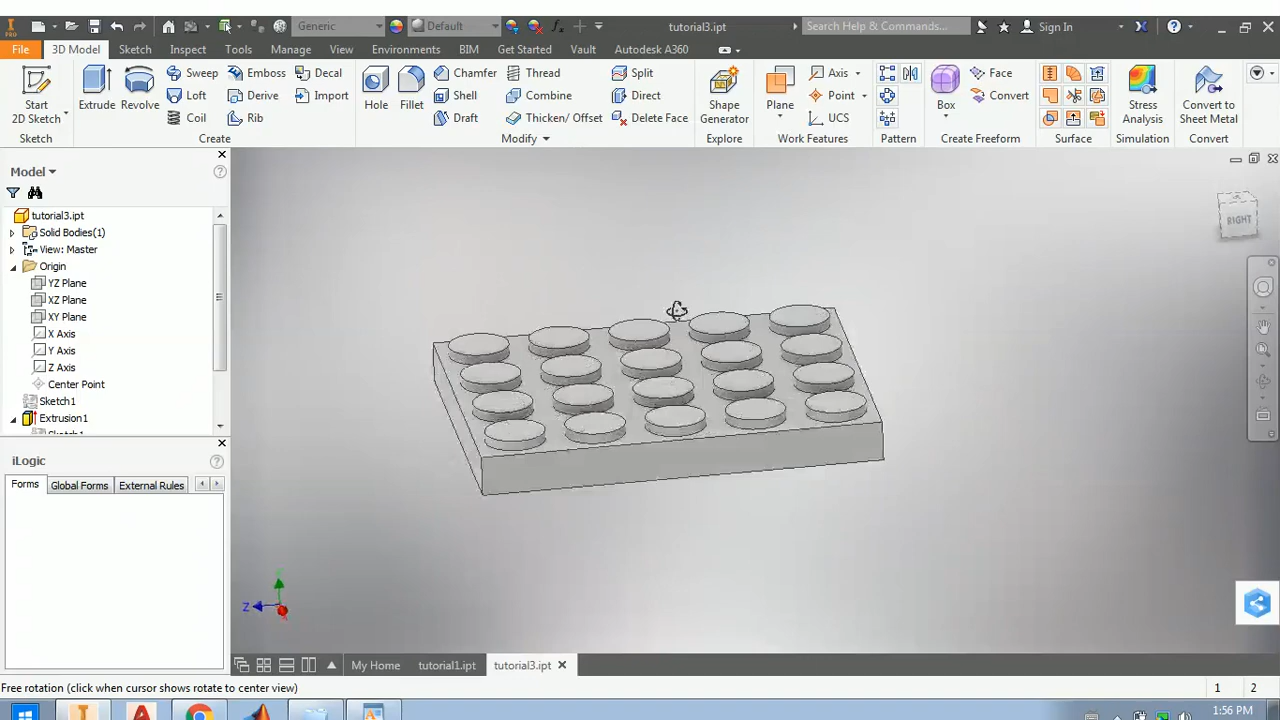 Generic
Default
tutorial3.ipt
Search Help & Commands...
Sign In
PRO
File
3D Model
Sketch
Inspect
Tools
Manage
View
Environments
BIM
Get Started
Vault
Autodesk A360
Start
2D Sketch
Sketch
Extrude
Revolve
Sweep
Loft
Coil
Emboss
Derive
Rib
Decal
Import
Create
Hole
Fillet
Chamfer
Shell
Draft
Thread
Combine
Thicken/ Offset
Split
Direct
Delete Face
Modify
Shape
Generator
Explore
Plane
Axis
Point
UCS
Work Features
Pattern
Box
Face
Convert
Create Freeform
Surface
Stress
Analysis
Simulation
Convert to
Sheet Metal
Convert
Model
tutorial3.ipt
Solid Bodies(1)
View: Master
Origin
YZ Plane
XZ Plane
XY Plane
X Axis
Y Axis
Z Axis
Center Point
Sketch1
Extrusion1
Sketch1
iLogic
Forms
Global Forms
External Rules
RIGHT
Z
My Home
tutorial1.ipt
tutorial3.ipt
Free rotation (click when cursor shows rotate to center view)
1
2
1:56 PM